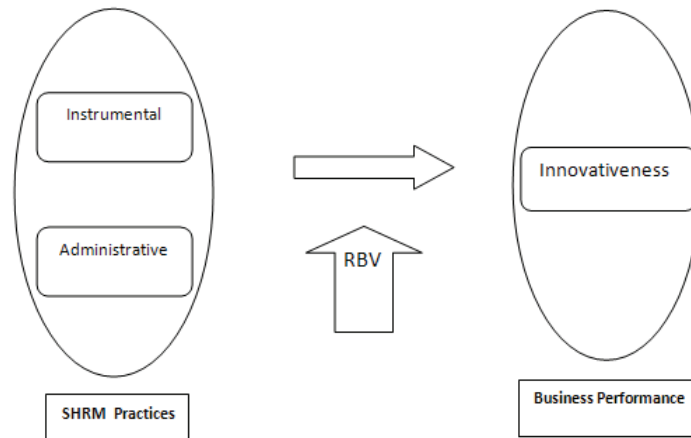 Instrumental
Administrative
SHRM Practices
RBV
Innovativeness
Business Performance